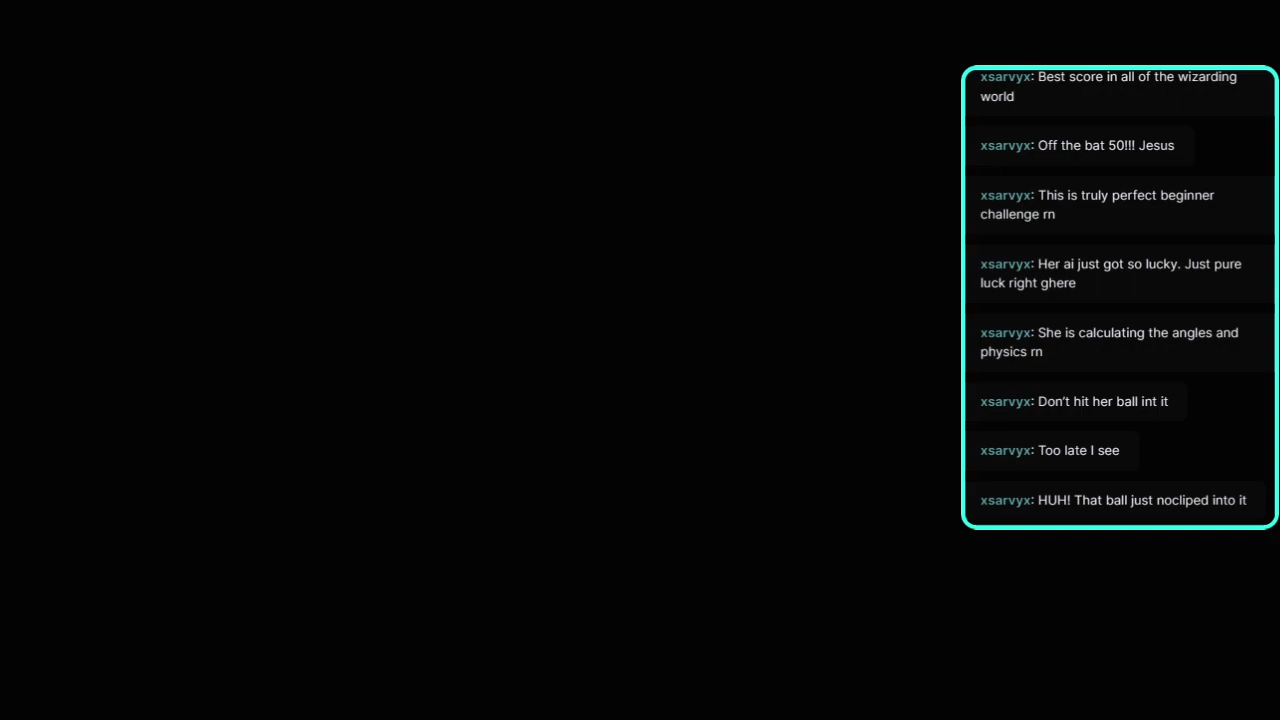 xsarvyx: Best score in all of the wizarding
world
xsarvyx: Off the bat 50!!! Jesus
xsarvyx: This is truly perfect beginner
challenge rn
xsarvyx: Her ai just got so lucky. Just pure
luck right ghere
xsarvyx: She is calculating the angles and
physics rn
xsarvyx: Don't hit her ball int it
xsarvyx: Too late I see
xsarvyx: HUH! That ball just nocliped into it